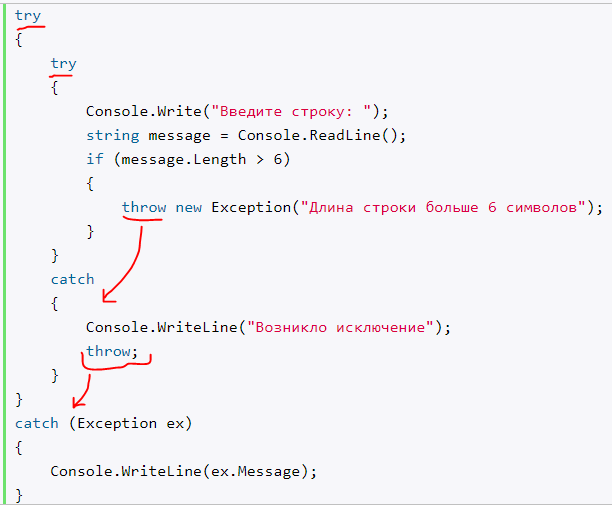 try
{
try
{
Console.Write("Введите строку: ");
string message = Console.ReadLine();
if (message.Length > 6)
{
throw new Exception("Длина строки больше 6 символов");
}
}
catch
{
Console.WriteLine("Возникло исключение");
throw;
}
}
catch (Exception ex)
{
Console.WriteLine(ex.Message);
}